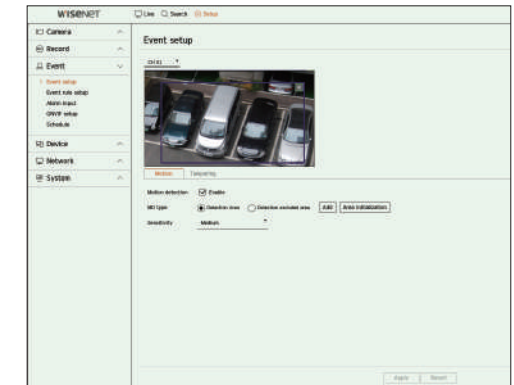 WISENET
Live Search Setup
Camera
Record
Event
Event setup
Event rule setup
Alarm input
ONVIF setup
Schedule
Device
Network
System
Event setup
CH 01
Motion Tampering
Motion detection Enable
MD type Detection area Detection excluded area Add Area initialization
Sensitivity Medium
Apply Revert